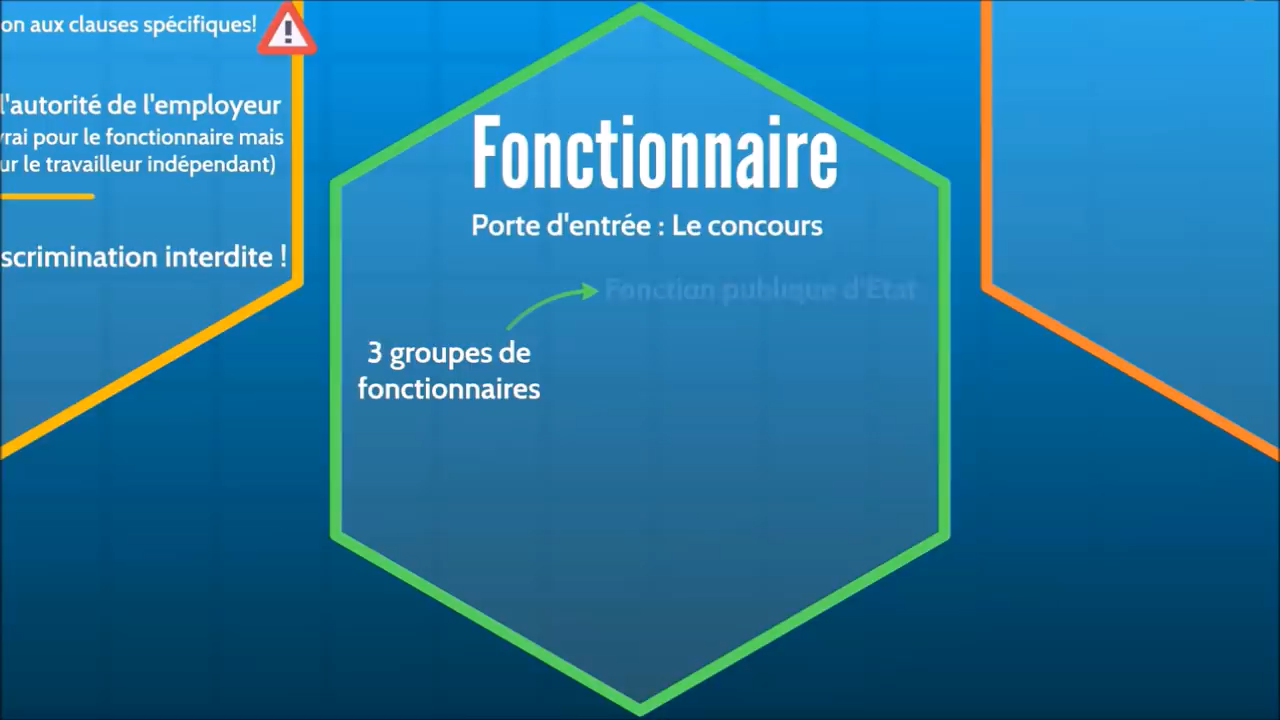 on aux clauses spécifiques!
l'autorité de l'employeur
vrai pour le fonctionnaire mais
ur le travailleur indépendant)
scrimination interdite !
Fonctionnaire
Porte d'entrée : Le concours
Fonction publique d'Etat
3 groupes de
fonctionnaires